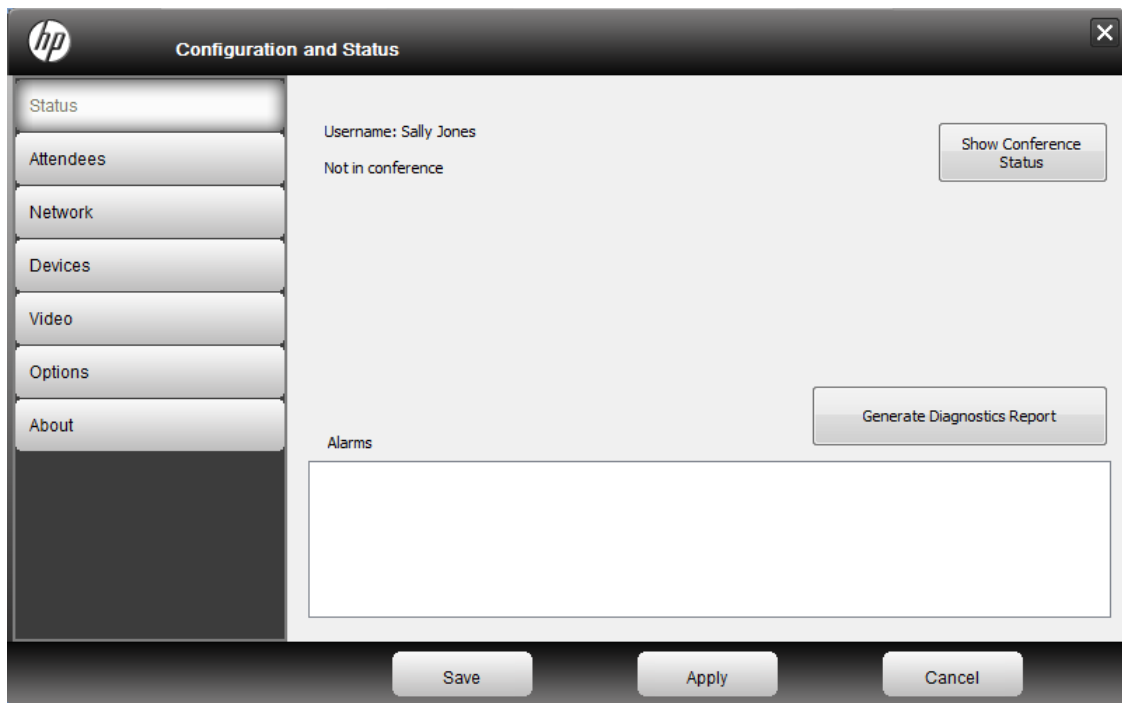 hp
Configuration and Status
Status
Attendees
Network
Devices
Video
Options
About
Username: Sally Jones
Not in conference
Show Conference
Status
Generate Diagnostics Report
Alarms
Save
Apply
Cancel